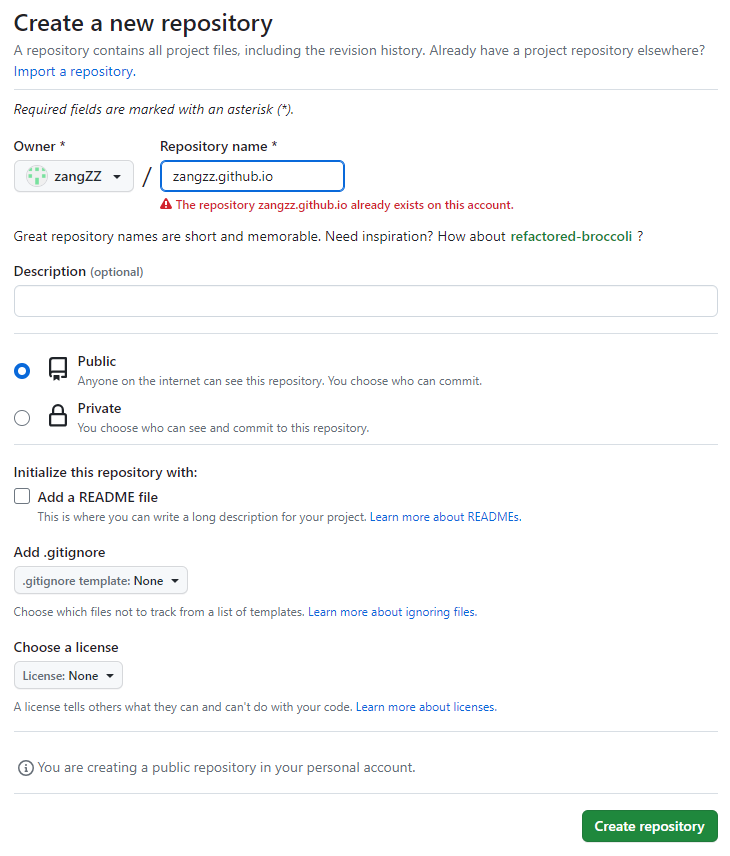 Create a new repository
A repository contains all project files, including the revision history. Already have a project repository elsewhere?
Import a repository.
Required fields are marked with an asterisk (*).
Owner * Repository name *
zangZZ / zangzz.github.io
The repository zangzz.github.io already exists on this account.
Great repository names are short and memorable. Need inspiration? How about refactored-broccoli ?
Description (optional)
Public
Anyone on the internet can see this repository. You choose who can commit.
Private
You choose who can see and commit to this repository.
Initialize this repository with:
Add a README file
This is where you can write a long description for your project. Learn more about READMEs.
Add .gitignore
.gitignore template: None
Choose which files not to track from a list of templates. Learn more about ignoring files.
Choose a license
License: None
A license tells others what they can and can't do with your code. Learn more about licenses.
You are creating a public repository in your personal account.
Create repository